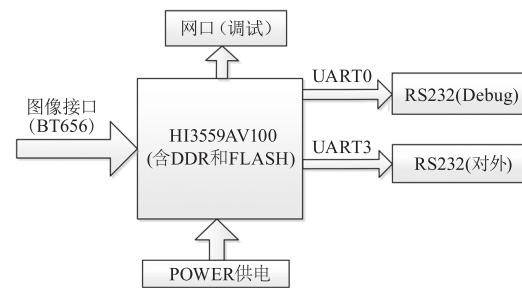 网口（调试）
UART0
RS232(Debug)
图像接口
（BT656）
HI3559AV100
(含DDR和FLASH)
UART3
RS232(对外)
POWER供电